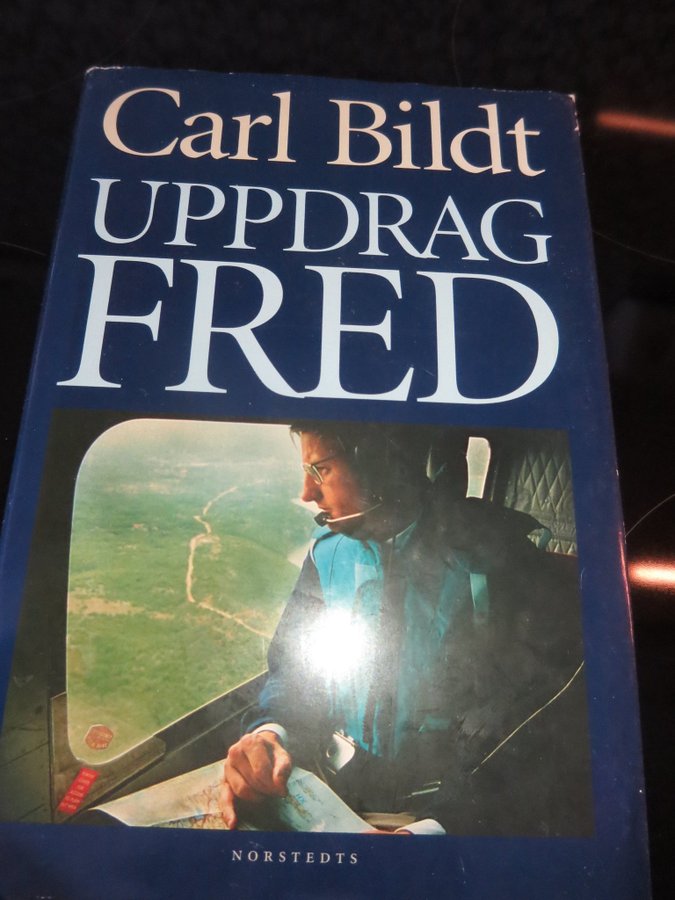 Carl Bildt
UPPDRAG
FRED
NORSTEDTS